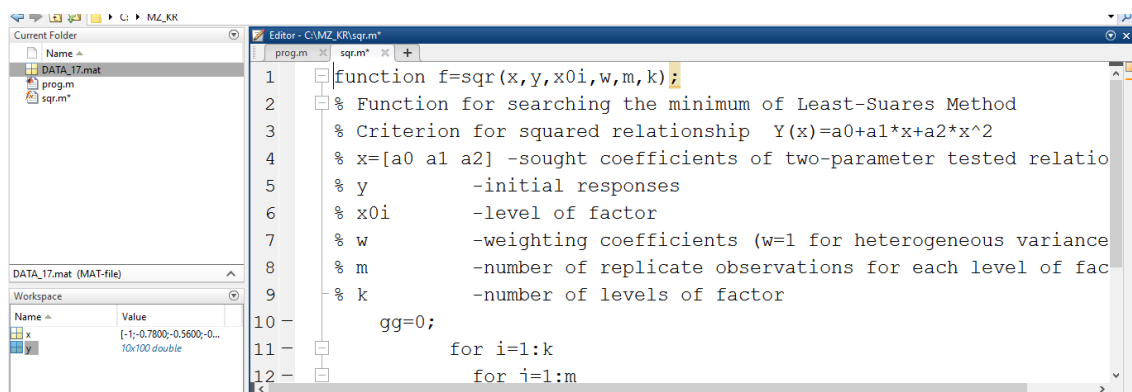 C: ▸ MZ_KR
Current Folder
Name
DATA_17.mat
prog.m
sqr.m*
DATA_17.mat (MAT-file)
Workspace
Name Value
x [-1;-0.7800;-0.5600;-0...
y 10x100 double
Editor - C:\MZ_KR\sqr.m*
prog.m sqr.m* +
1 function f=sqr(x,y,x0i,w,m,k);
2 % Function for searching the minimum of Least-Suares Method
3 % Criterion for squared relationship Y(x)=a0+a1*x+a2*x^2
4 % x=[a0 a1 a2] -sought coefficients of two-parameter tested relatio
5 % y -initial responses
6 % x0i -level of factor
7 % w -weighting coefficients (w=1 for heterogeneous variance
8 % m -number of replicate observations for each level of fac
9 % k -number of levels of factor
10 gg=0;
11 for i=1:k
12 for j=1:m